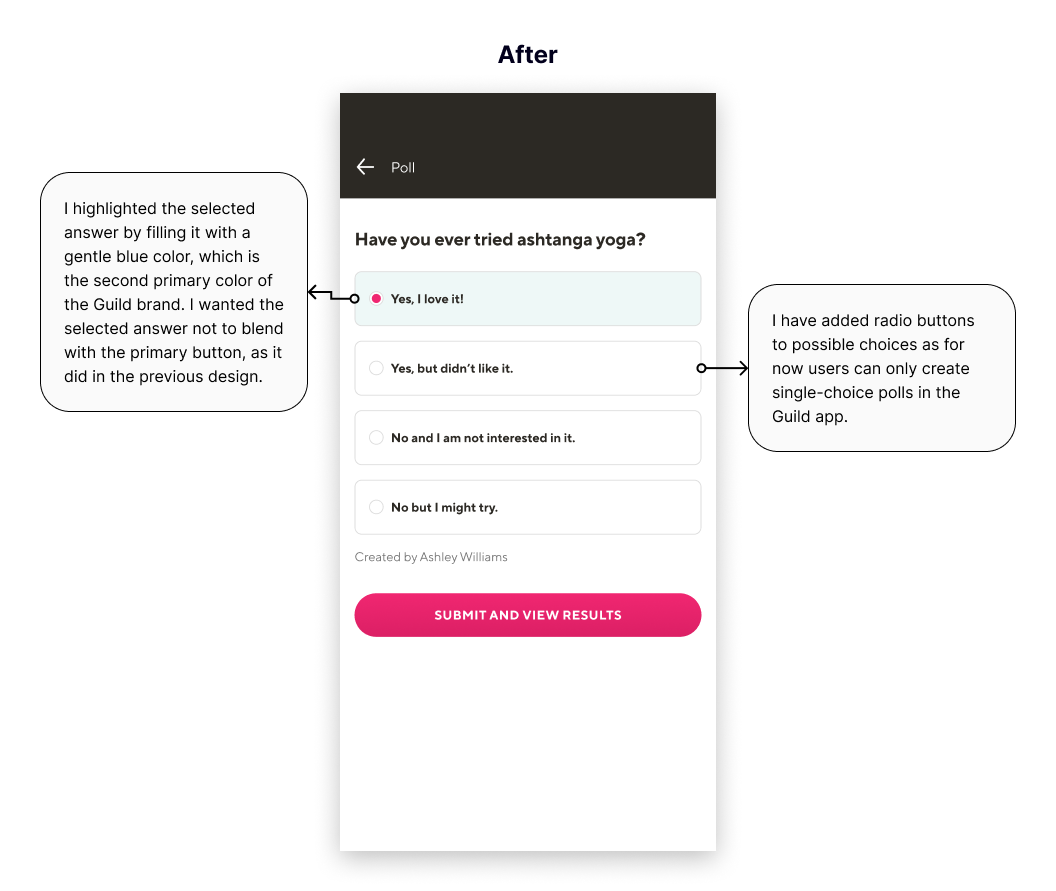 After
Poll
I highlighted the selected
answer by filling it with a
gentle blue color, which is
the second primary color of
the Guild brand. I wanted the
selected answer not to blend
with the primary button, as it
did in the previous design.
Have you ever tried ashtanga yoga?
Yes, I love it!
Yes, but didn’t like it.
No and I am not interested in it.
No but I might try.
Created by Ashley Williams
SUBMIT AND VIEW RESULTS
I have added radio buttons
to possible choices as for
now users can only create
single-choice polls in the
Guild app.